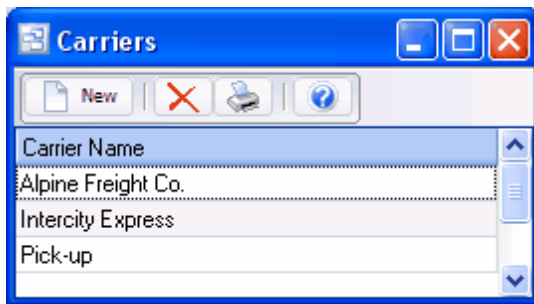 Carriers
New
Carrier Name
Alpine Freight Co.
Intercity Express
Pick-up